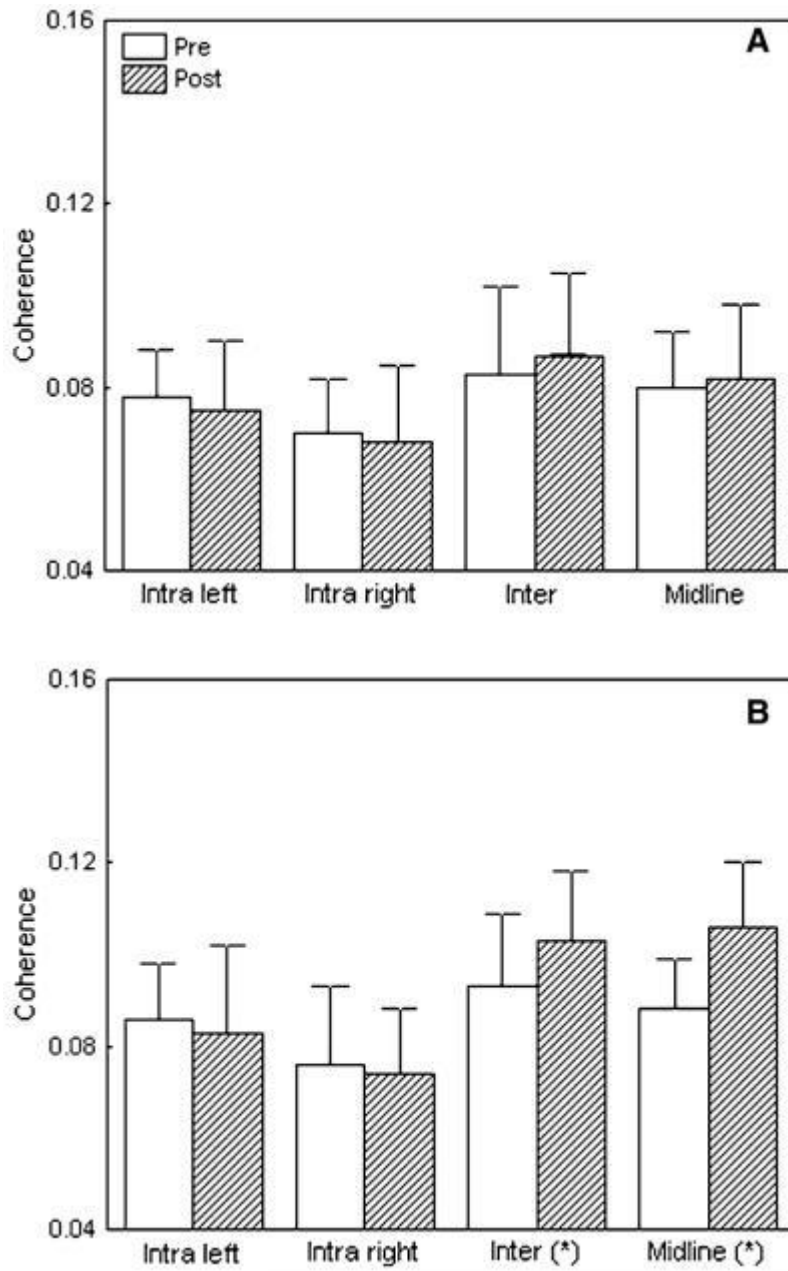 0.16
A
Pre
Post
0.12
Coherence
0.08
0.04
Intra left Intra right Inter Midline
0.16
B
0.12
Coherence
0.08
0.04
Intra left Intra right Inter (*) Midline (*)